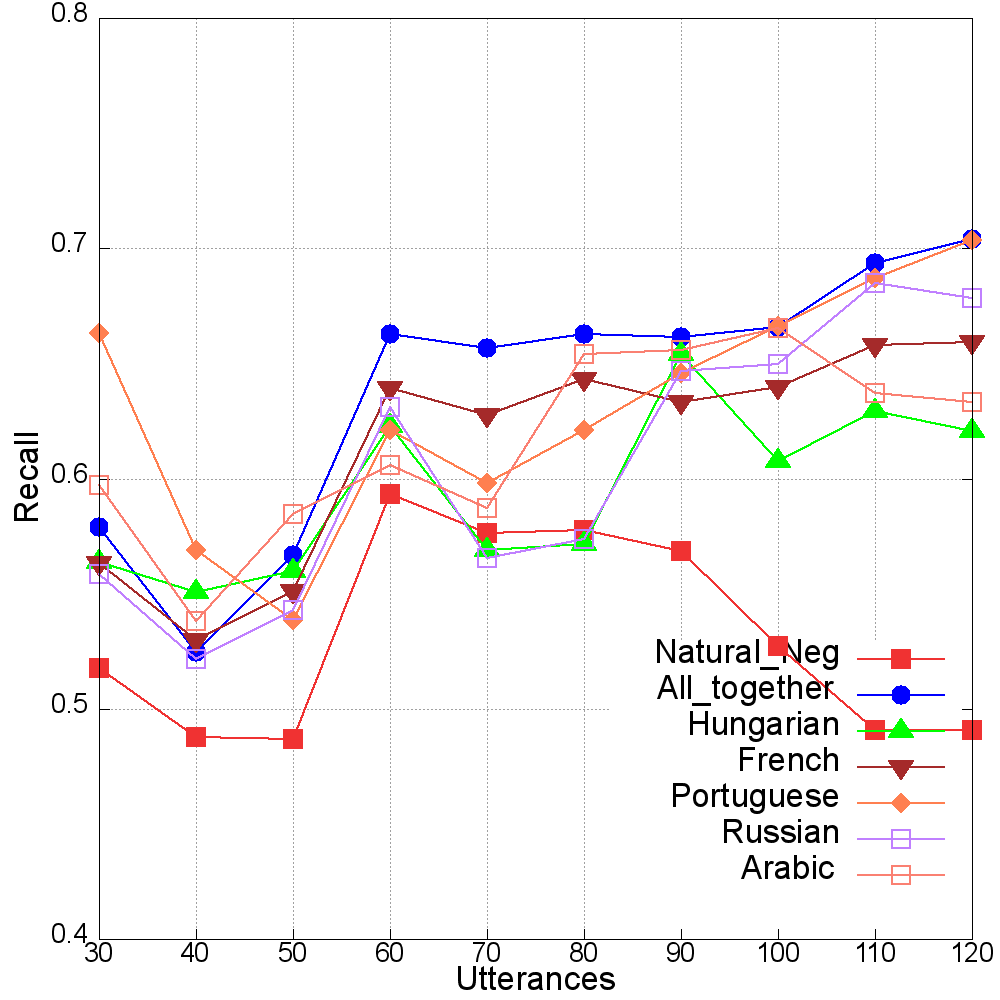 0.8
0.7
0.6
0.5
0.4
Recall
Natural_Neg
All_together
Hungarian
French
Portuguese
Russian
Arabic
30 40 50 60 70 80 90 100 110 120
Utterances